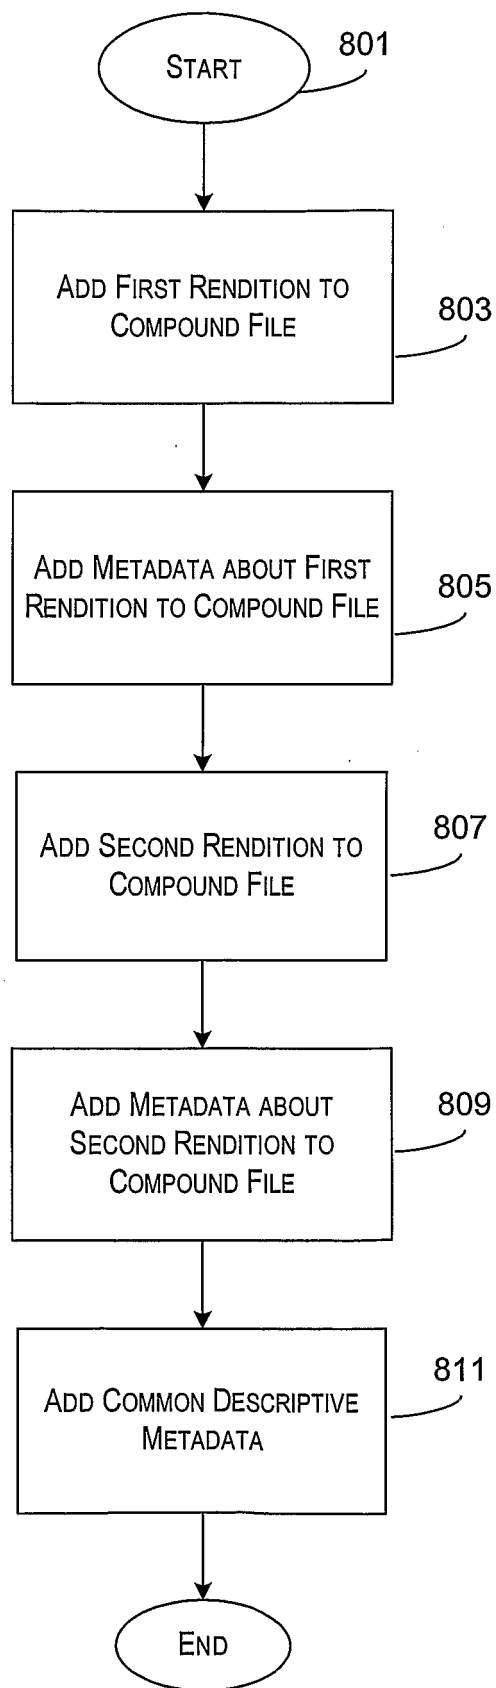 START
801
ADD FIRST RENDITION TO
COMPOUND FILE
803
ADD METADATA ABOUT FIRST
RENDITION TO COMPOUND FILE
805
ADD SECOND RENDITION TO
COMPOUND FILE
807
ADD METADATA ABOUT
SECOND RENDITION TO
COMPOUND FILE
809
ADD COMMON DESCRIPTIVE
METADATA
811
END